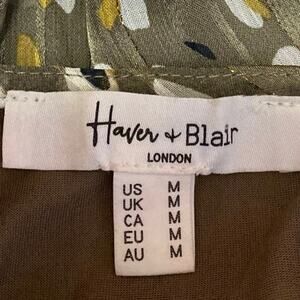 Haver + Blair
LONDON
US M
UK M
CA M
EU M
AU M